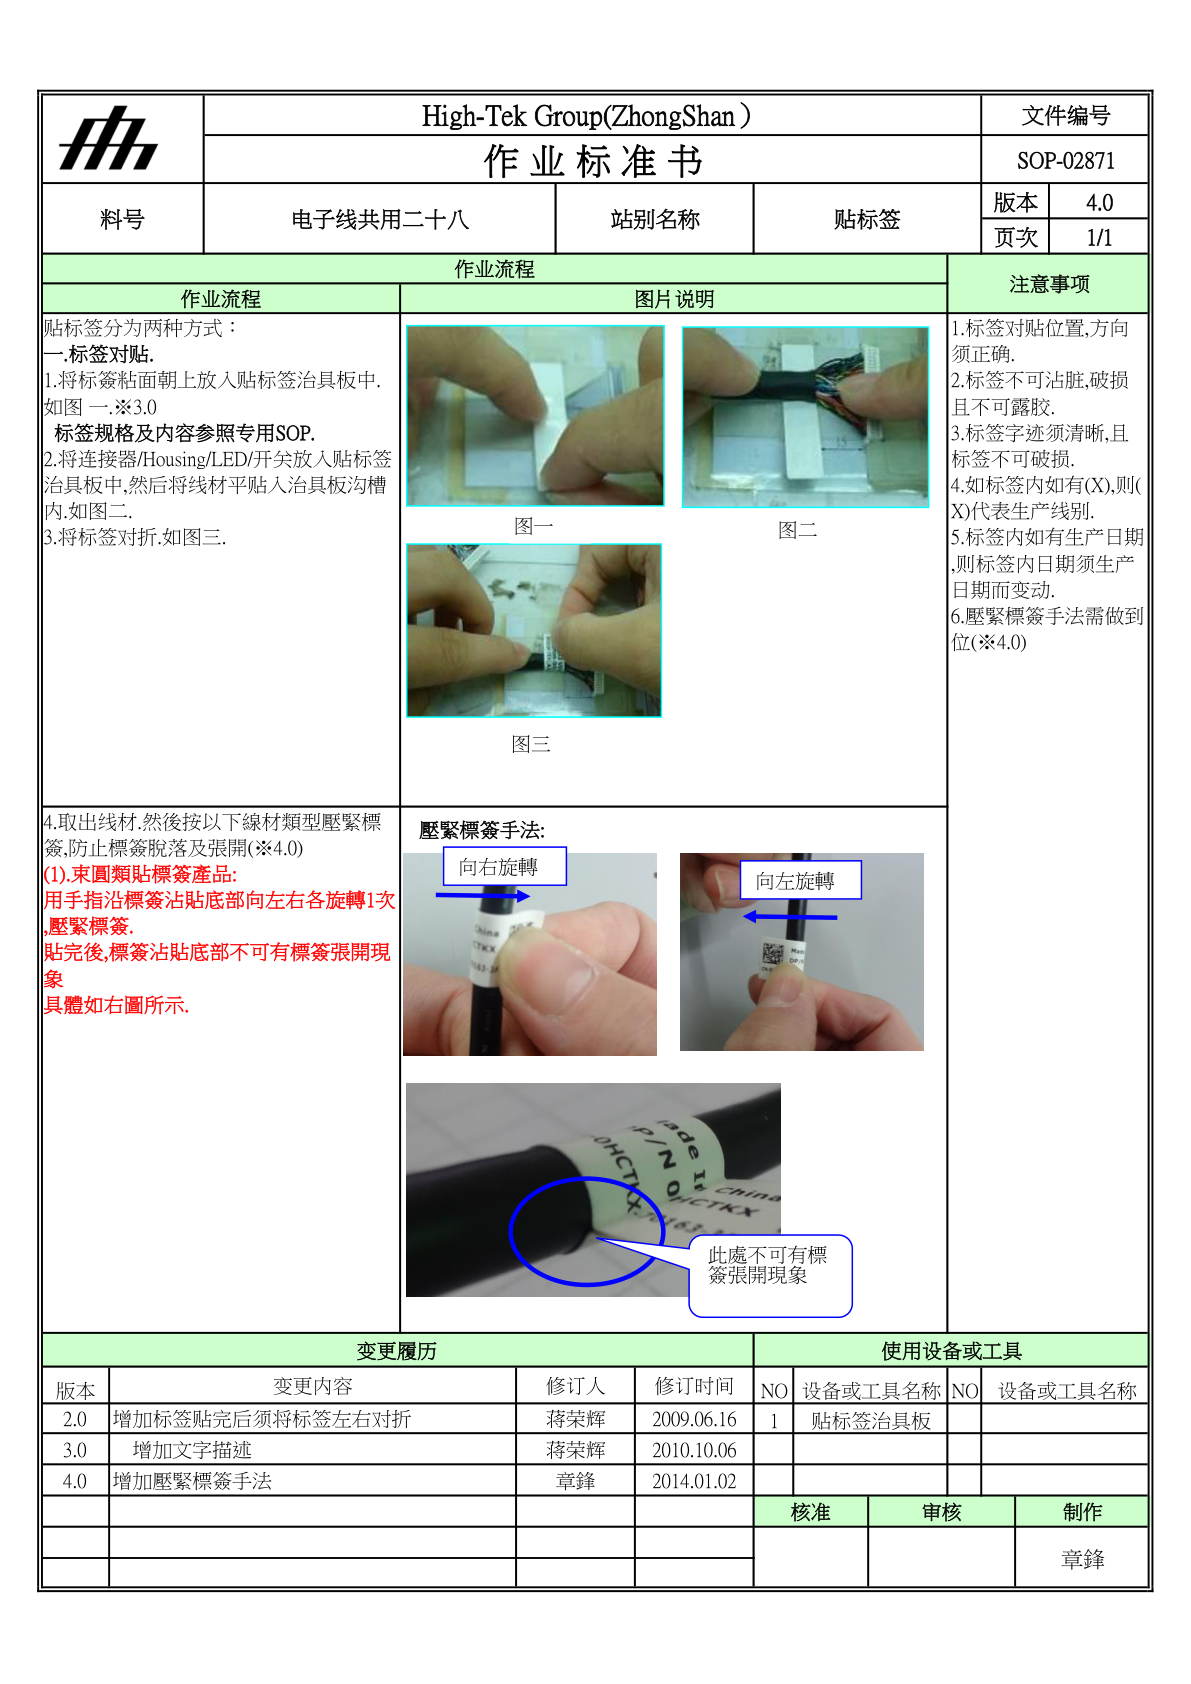 High-Tek Group(ZhongShan）
文件编号
作业标准书
SOP-02871
料号
电子线共用二十八
站别名称
贴标签
版本
4.0
页次
1/1
作业流程
注意事项
作业流程
图片说明
贴标签分为两种方式：
一.标签对贴.
1.将标簽粘面朝上放入贴标签治具板中.
如图 一.※3.0
标签规格及内容参照专用SOP.
2.将连接器/Housing/LED/开关放入贴标签
治具板中,然后将线材平贴入治具板沟槽
内.如图二.
3.将标签对折.如图三.
15
图一
图二
图三
1.标签对贴位置,方向
须正确.
2.标签不可沾脏,破损
且不可露胶.
3.标签字迹须清晰,且
标签不可破损.
4.如标签内如有(X),则(
X)代表生产线别.
5.标签内如有生产日期
,则标签内日期须生产
日期而变动.
6.壓緊標簽手法需做到
位(※4.0)
4.取出线材.然後按以下線材類型壓緊標
簽,防止標簽脫落及張開(※4.0)
(1).束圓類貼標簽產品:
用手指沿標簽沾貼底部向左右各旋轉1次
,壓緊標簽.
貼完後,標簽沾貼底部不可有標簽張開現
象
具體如右圖所示.
壓緊標簽手法:
向右旋轉
China
CTKX
向左旋轉
Made
DP/N
ade In
P/N 0
0HCTKX
China
HCTKX
此處不可有標
簽張開現象
变更履历
使用设备或工具
版本
变更内容
修订人
修订时间
NO
设备或工具名称
NO
设备或工具名称
2.0
增加标签贴完后须将标签左右对折
蒋荣辉
2009.06.16
1
贴标签治具板
3.0
增加文字描述
蒋荣辉
2010.10.06
4.0
增加壓緊標簽手法
章鋒
2014.01.02
核准
审核
制作
章鋒